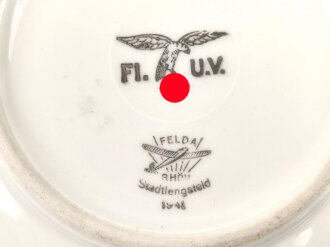 Fl. U.V.
FELDA
RHÖN
Stadtlengsfeld
1941